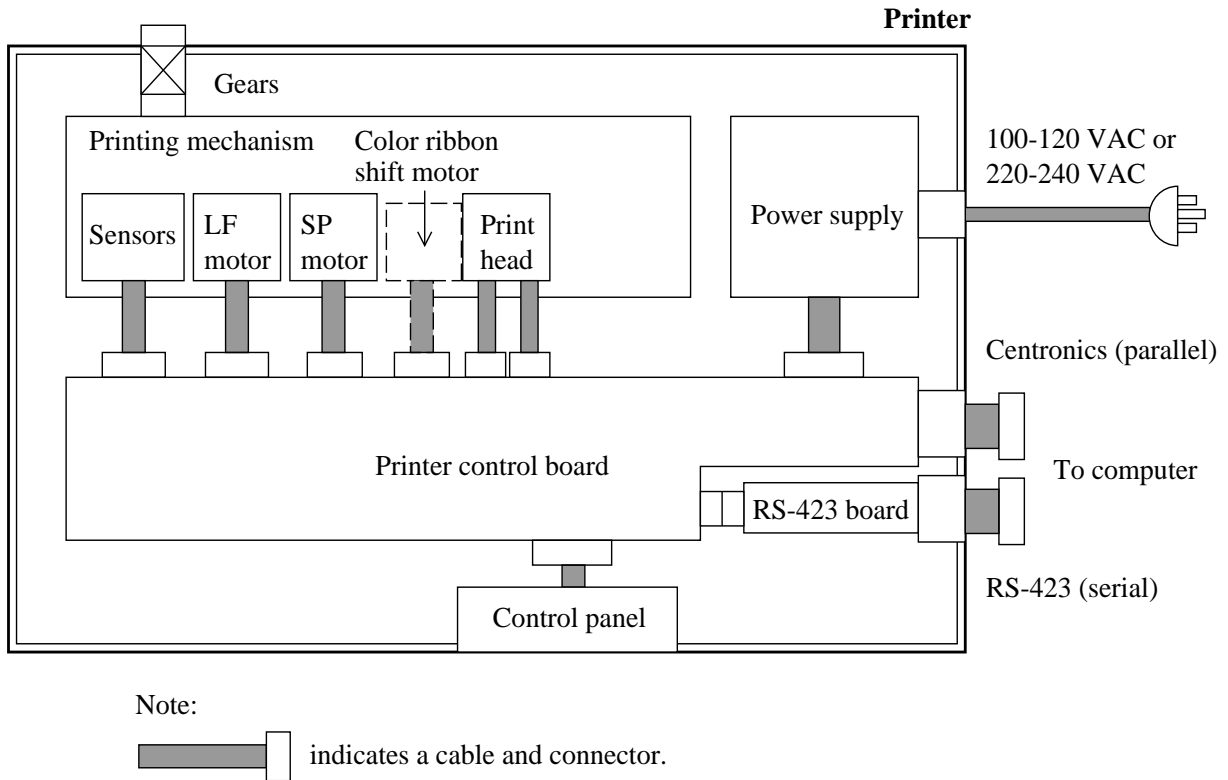 Printer
Gears
Printing mechanism
Color ribbon
shift motor
100-120 VAC or
220-240 VAC
Sensors
LF
motor
SP
motor
Print
head
Power supply
Centronics (parallel)
Printer control board
To computer
RS-423 board
RS-423 (serial)
Control panel
Note:
indicates a cable and connector.